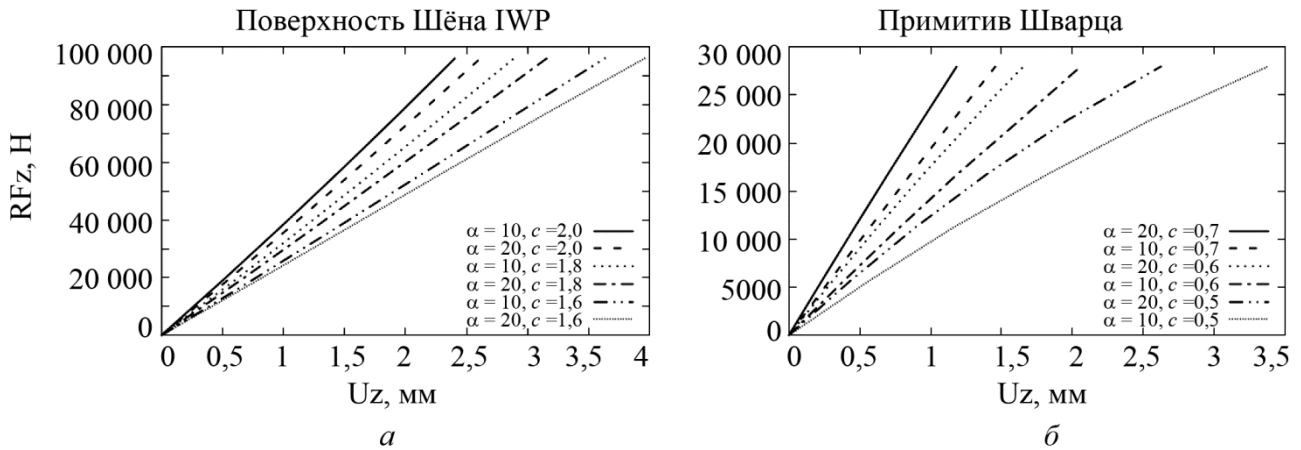 Поверхность Шёна IWP
100 000
80 000
60 000
40 000
20 000
0
RFz, Н
α = 10, c =2,0
α = 20, c =2,0
α = 10, c =1,8
α = 20, c =1,8
α = 10, c =1,6
α = 20, c =1,6
0 0,5 1 1,5 2 2,5 3 3,5 4
Uz, мм
а
Примитив Шварца
30 000
25 000
20 000
15 000
10 000
5000
0
α = 20, c =0,7
α = 10, c =0,7
α = 20, c =0,6
α = 10, c =0,6
α = 20, c =0,5
α = 10, c =0,5
0 0,5 1 1,5 2 2,5 3 3,5
Uz, мм
б